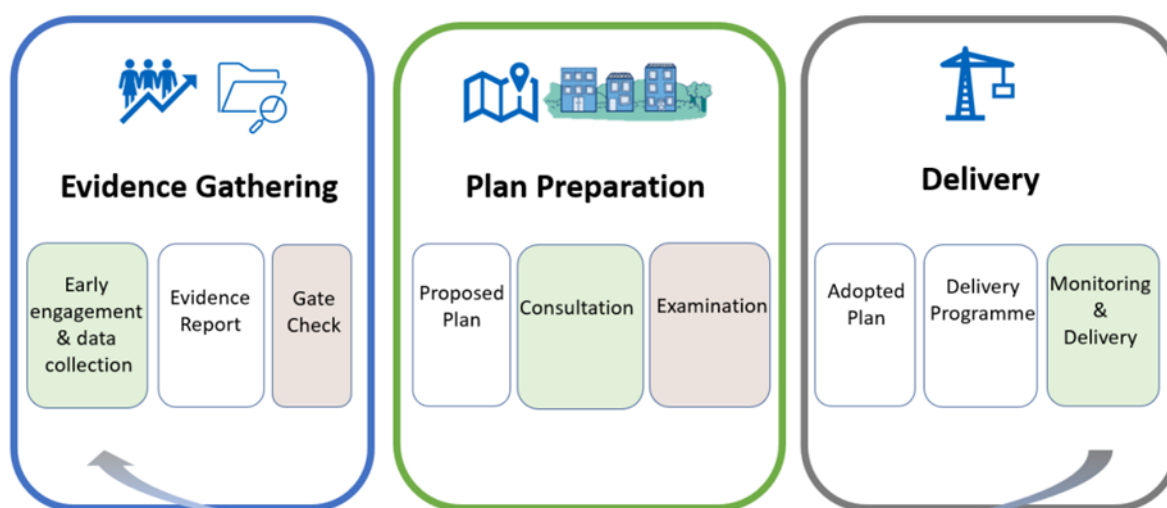 Evidence Gathering
Early
engagement
& data
collection
Evidence
Report
Gate
Check
Plan Preparation
Proposed
Plan
Consultation
Examination
Delivery
Adopted
Plan
Delivery
Programme
Monitoring
&
Delivery